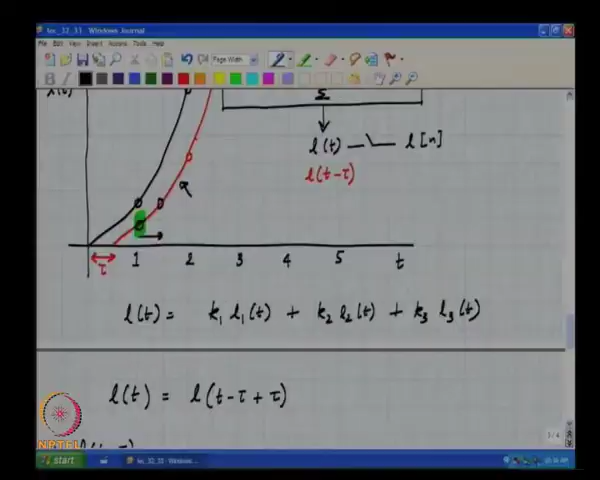 lec_32_33 - Windows Journal
File Edit View Insert Actions Tools Help
Page Width
B I
Σ
l(t) l[n]
l(t-τ)
τ 1 2 3 4 5 t
l(t) = k₁ l₁(t) + k₂ l₂(t) + k₃ l₃(t)
l(t) = l(t-τ+τ)
NPTEL
start
lec_32_33 - Windows...